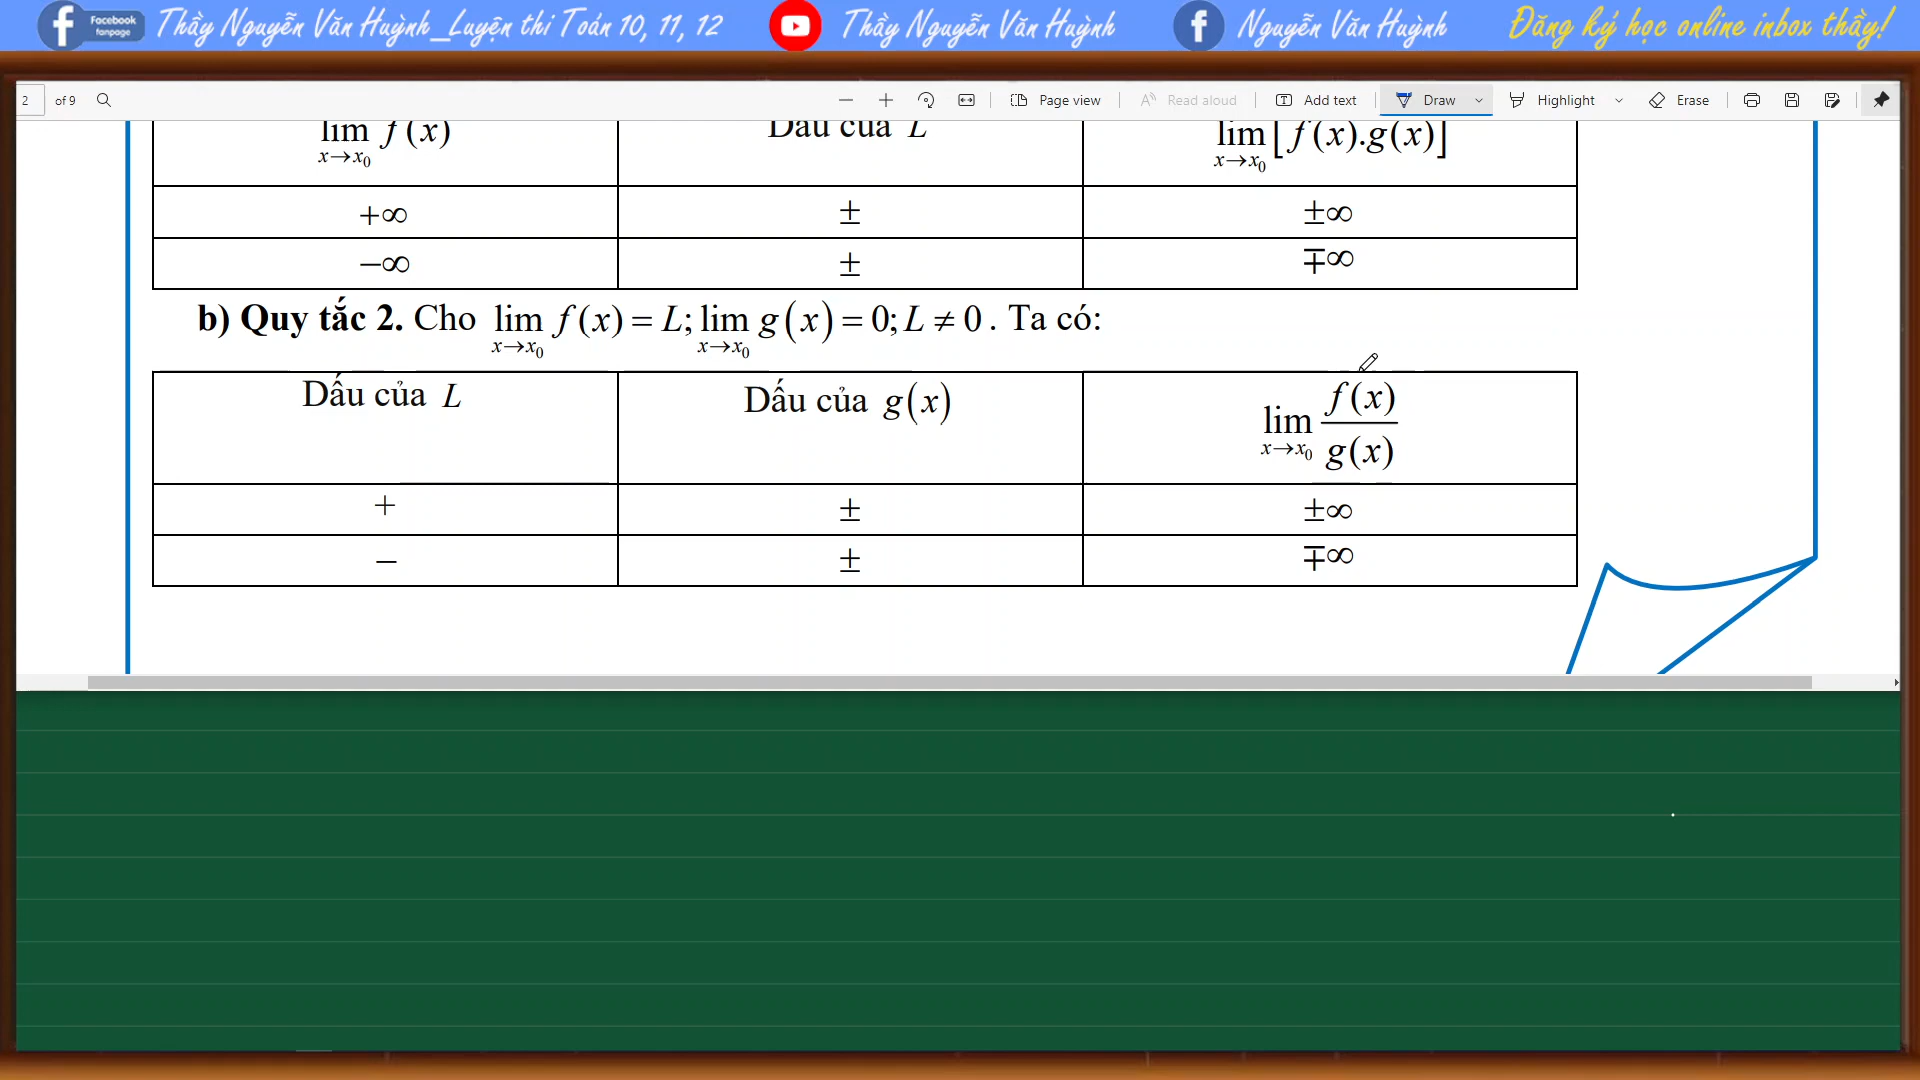 Facebook fanpage Thầy Nguyễn Văn Huỳnh_Luyện thi Toán 10, 11, 12 Thầy Nguyễn Văn Huỳnh Nguyễn Văn Huỳnh Đăng ký học online inbox thầy!
2 of 9 Page view Read aloud Add text Draw Highlight Erase
lim x→x₀ f(x) Dấu của L lim x→x₀ [f(x).g(x)]
+∞ ± ±∞
−∞ ± ∓∞
b) Quy tắc 2. Cho lim x→x₀ f(x) = L; lim x→x₀ g(x) = 0; L ≠ 0. Ta có:
Dấu của L Dấu của g(x) lim x→x₀ f(x)/g(x)
+ ± ±∞
− ± ∓∞